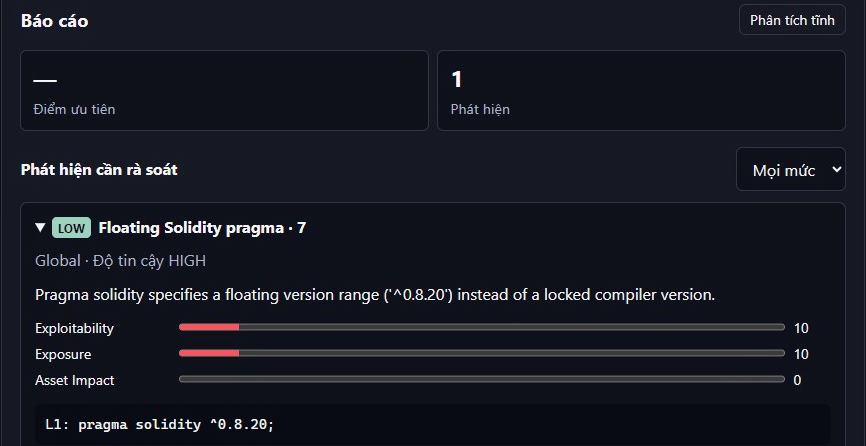 Báo cáo
Phân tích tĩnh
—
Điểm ưu tiên
1
Phát hiện
Phát hiện cần rà soát
Mọi mức
▼ LOW Floating Solidity pragma · 7
Global · Độ tin cậy HIGH
Pragma solidity specifies a floating version range ('^0.8.20') instead of a locked compiler version.
Exploitability 10
Exposure 10
Asset Impact 0
L1: pragma solidity ^0.8.20;